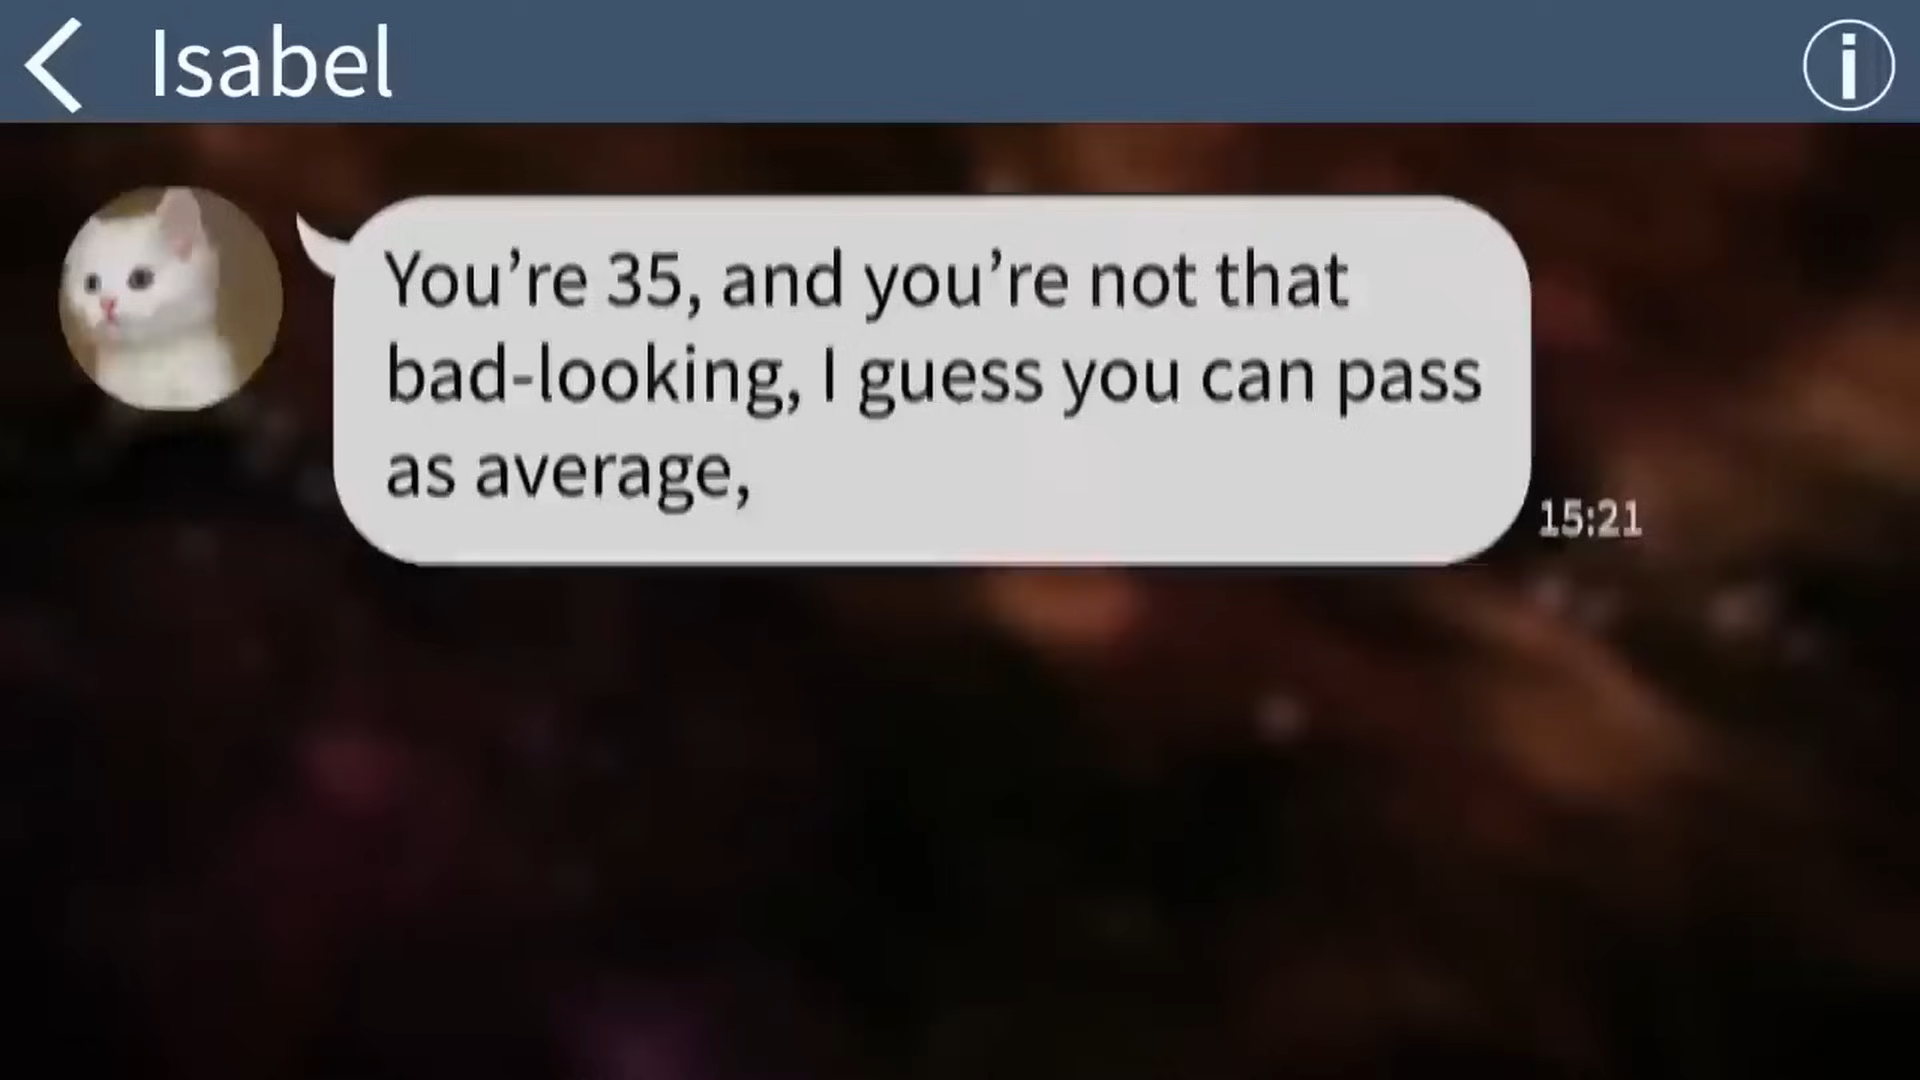 Isabel
You’re 35, and you’re not that
bad-looking, I guess you can pass
as average,
15:21